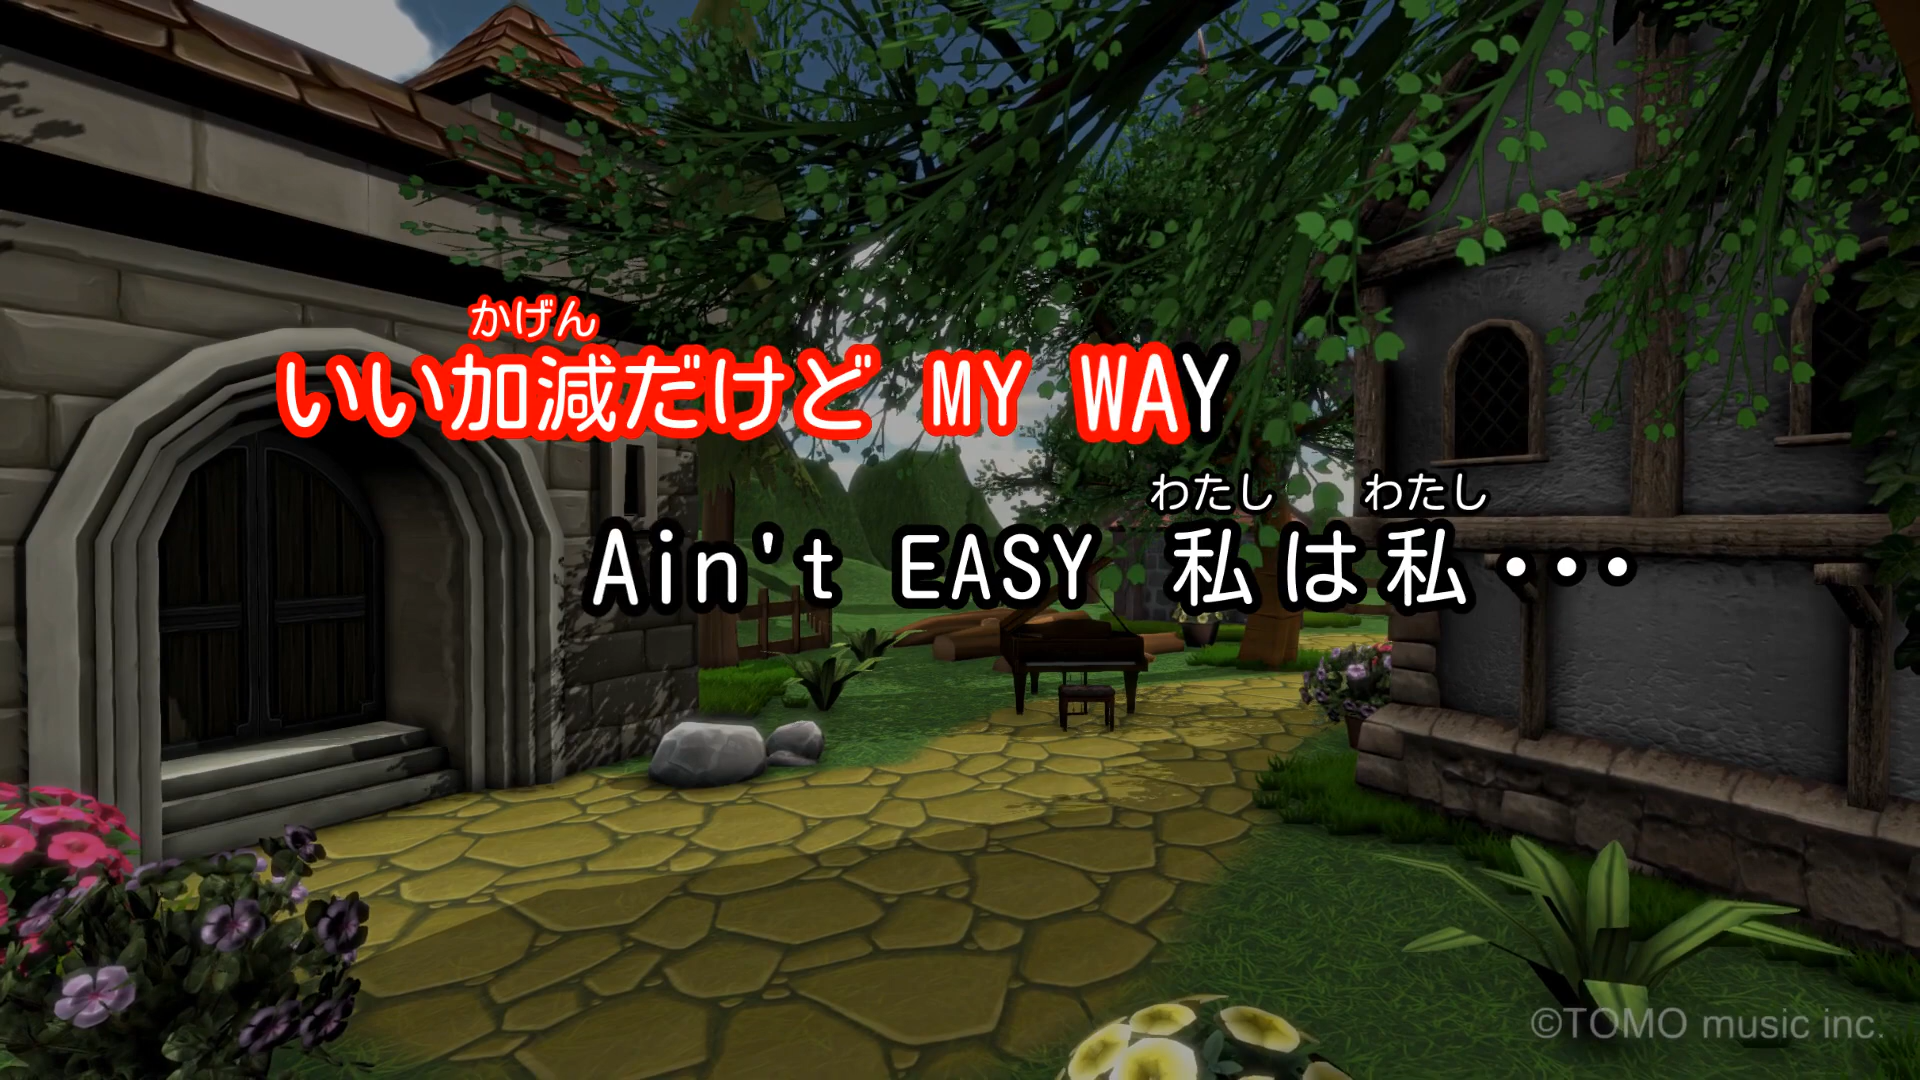 かげん
いい加減だけど MY WAY
わたし わたし
Ain't EASY 私は私・・・
©TOMO music inc.